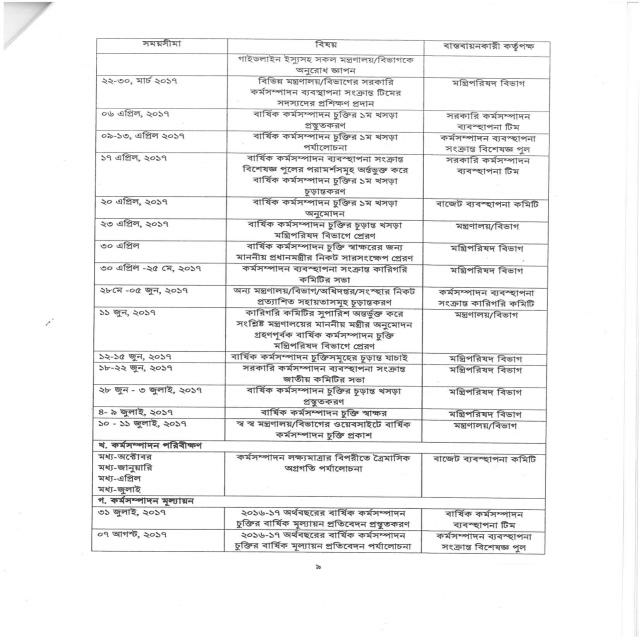 সময়সীমা বিষয় বাস্তবায়নকারী কর্তৃপক্ষ
গাইডলাইন ইস্যুসহ সকল মন্ত্রণালয়/বিভাগকে
অনুরোধ জ্ঞাপন
২২-৩০, মার্চ ২০১৭ বিভিন্ন মন্ত্রণালয়/বিভাগের সরকারি মন্ত্রিপরিষদ বিভাগ
কর্মসম্পাদন ব্যবস্থাপনা সংক্রান্ত টিমের
সদস্যদের প্রশিক্ষণ প্রদান
০৬ এপ্রিল, ২০১৭ বার্ষিক কর্মসম্পাদন চুক্তির ১ম খসড়া সরকারি কর্মসম্পাদন
প্রস্তুতকরণ ব্যবস্থাপনা টিম
০৯-১৩, এপ্রিল ২০১৭ বার্ষিক কর্মসম্পাদন চুক্তির ১ম খসড়া কর্মসম্পাদন ব্যবস্থাপনা
পর্যালোচনা সংক্রান্ত বিশেষজ্ঞ পুল
১৭ এপ্রিল, ২০১৭ বার্ষিক কর্মসম্পাদন ব্যবস্থাপনা সংক্রান্ত সরকারি কর্মসম্পাদন
বিশেষজ্ঞ পুলের পরামর্শসমূহ অর্ন্তভুক্ত করে ব্যবস্থাপনা টিম
বার্ষিক কর্মসম্পাদন চুক্তির ১ম খসড়া
চূড়ান্তকরণ
২০ এপ্রিল, ২০১৭ বার্ষিক কর্মসম্পাদন চুক্তির ১ম খসড়া বাজেট ব্যবস্থাপনা কমিটি
অনুমোদন
২৩ এপ্রিল, ২০১৭ বার্ষিক কর্মসম্পাদন চুক্তির চূড়ান্ত খসড়া মন্ত্রণালয়/বিভাগ
মন্ত্রিপরিষদ বিভাগে প্রেরণ
৩০ এপ্রিল বার্ষিক কর্মসম্পাদন চুক্তি স্বাক্ষরের জন্য মন্ত্রিপরিষদ বিভাগ
মাননীয় প্রধানমন্ত্রীর নিকট সারসংক্ষেপ প্রেরণ
৩০ এপ্রিল -২৫ মে, ২০১৭ কর্মসম্পাদন ব্যবস্থাপনা সংক্রান্ত কারিগরি মন্ত্রিপরিষদ বিভাগ
কমিটির সভা
২৮মে -০৫ জুন, ২০১৭ অন্য মন্ত্রণালয়/বিভাগ/অধিদপ্তর/সংস্হার নিকট কর্মসম্পাদন ব্যবস্থাপনা
প্রত্যাশিত সহায়তাসমূহ চূড়ান্তকরণ সংক্রান্ত কারিগরি কমিটি
১১ জুন, ২০১৭ কারিগরি কমিটির সুপারিশ অন্তর্ভুক্ত করে মন্ত্রণালয়/বিভাগ
সংশ্লিষ্ট মন্ত্রণালয়ের মাননীয় মন্ত্রীর অনুমোদন
গ্রহণপূর্বক বার্ষিক কর্মসম্পাদন চুক্তি
মন্ত্রিপরিষদ বিভাগে প্রেরণ
১২-১৫ জুন, ২০১৭ বার্ষিক কর্মসম্পাদন চুক্তিসমূহের চূড়ান্ত যাচাই মন্ত্রিপরিষদ বিভাগ
১৮-২২ জুন, ২০১৭ সরকারি কর্মসম্পাদন ব্যবস্থাপনা সংক্রান্ত মন্ত্রিপরিষদ বিভাগ
জাতীয় কমিটির সভা
২৮ জুন - ৩ জুলাই, ২০১৭ বার্ষিক কর্মসম্পাদন চুক্তির চূড়ান্ত খসড়া মন্ত্রিপরিষদ বিভাগ
প্রস্তুতকরণ
৪- ৯ জুলাই, ২০১৭ বার্ষিক কর্মসম্পাদন চুক্তি স্বাক্ষর মন্ত্রিপরিষদ বিভাগ
১০ - ১১ জুলাই, ২০১৭ স্ব স্ব মন্ত্রণালয়/বিভাগের ওয়েবসাইটে বার্ষিক মন্ত্রণালয়/বিভাগ
কর্মসম্পাদন চুক্তি প্রকাশ
খ. কর্মসম্পাদন পরিবীক্ষণ
মধ্য-অক্টোবর কর্মসম্পাদন লক্ষ্যমাত্রার বিপরীতে ত্রৈমাসিক বাজেট ব্যবস্থাপনা কমিটি
মধ্য-জানুয়ারি অগ্রগতি পর্যালোচনা
মধ্য-এপ্রিল
মধ্য-জুলাই
গ. কর্মসম্পাদন মূল্যায়ন
৩১ জুলাই, ২০১৭ ২০১৬-১৭ অর্থবছরের বার্ষিক কর্মসম্পাদন বার্ষিক কর্মসম্পাদন
চুক্তির বার্ষিক মূল্যায়ন প্রতিবেদন প্রস্তুতকরণ ব্যবস্থাপনা টিম
০৭ আগস্ট, ২০১৭ ২০১৬-১৭ অর্থবছরের বার্ষিক কর্মসম্পাদন কর্মসম্পাদন ব্যবস্থাপনা
চুক্তির বার্ষিক মূল্যায়ন প্রতিবেদন পর্যালোচনা সংক্রান্ত বিশেষজ্ঞ পুল
৯